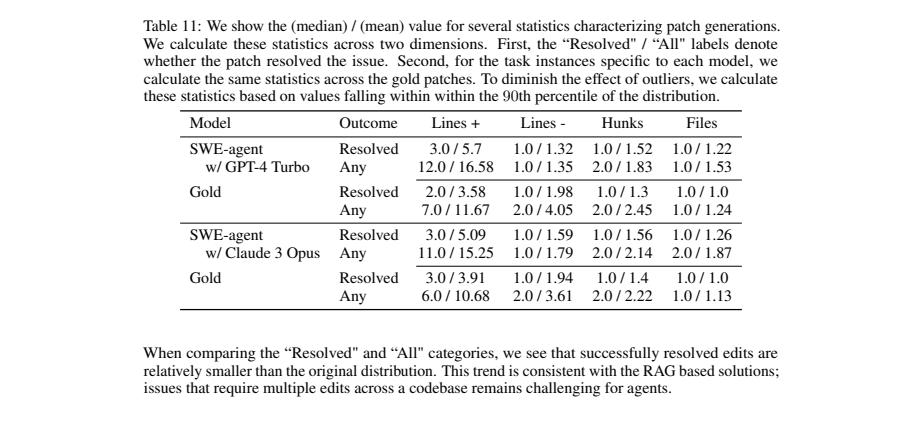 Table 11: We show the (median) / (mean) value for several statistics characterizing patch generations.
We calculate these statistics across two dimensions. First, the “Resolved" / “All" labels denote
whether the patch resolved the issue. Second, for the task instances specific to each model, we
calculate the same statistics across the gold patches. To diminish the effect of outliers, we calculate
these statistics based on values falling within within the 90th percentile of the distribution.
Model Outcome Lines + Lines - Hunks Files
SWE-agent Resolved 3.0 / 5.7 1.0 / 1.32 1.0 / 1.52 1.0 / 1.22
w/ GPT-4 Turbo Any 12.0 / 16.58 1.0 / 1.35 2.0 / 1.83 1.0 / 1.53
Gold Resolved 2.0 / 3.58 1.0 / 1.98 1.0 / 1.3 1.0 / 1.0
Any 7.0 / 11.67 2.0 / 4.05 2.0 / 2.45 1.0 / 1.24
SWE-agent Resolved 3.0 / 5.09 1.0 / 1.59 1.0 / 1.56 1.0 / 1.26
w/ Claude 3 Opus Any 11.0 / 15.25 1.0 / 1.79 2.0 / 2.14 2.0 / 1.87
Gold Resolved 3.0 / 3.91 1.0 / 1.94 1.0 / 1.4 1.0 / 1.0
Any 6.0 / 10.68 2.0 / 3.61 2.0 / 2.22 1.0 / 1.13
When comparing the “Resolved" and “All" categories, we see that successfully resolved edits are
relatively smaller than the original distribution. This trend is consistent with the RAG based solutions;
issues that require multiple edits across a codebase remains challenging for agents.